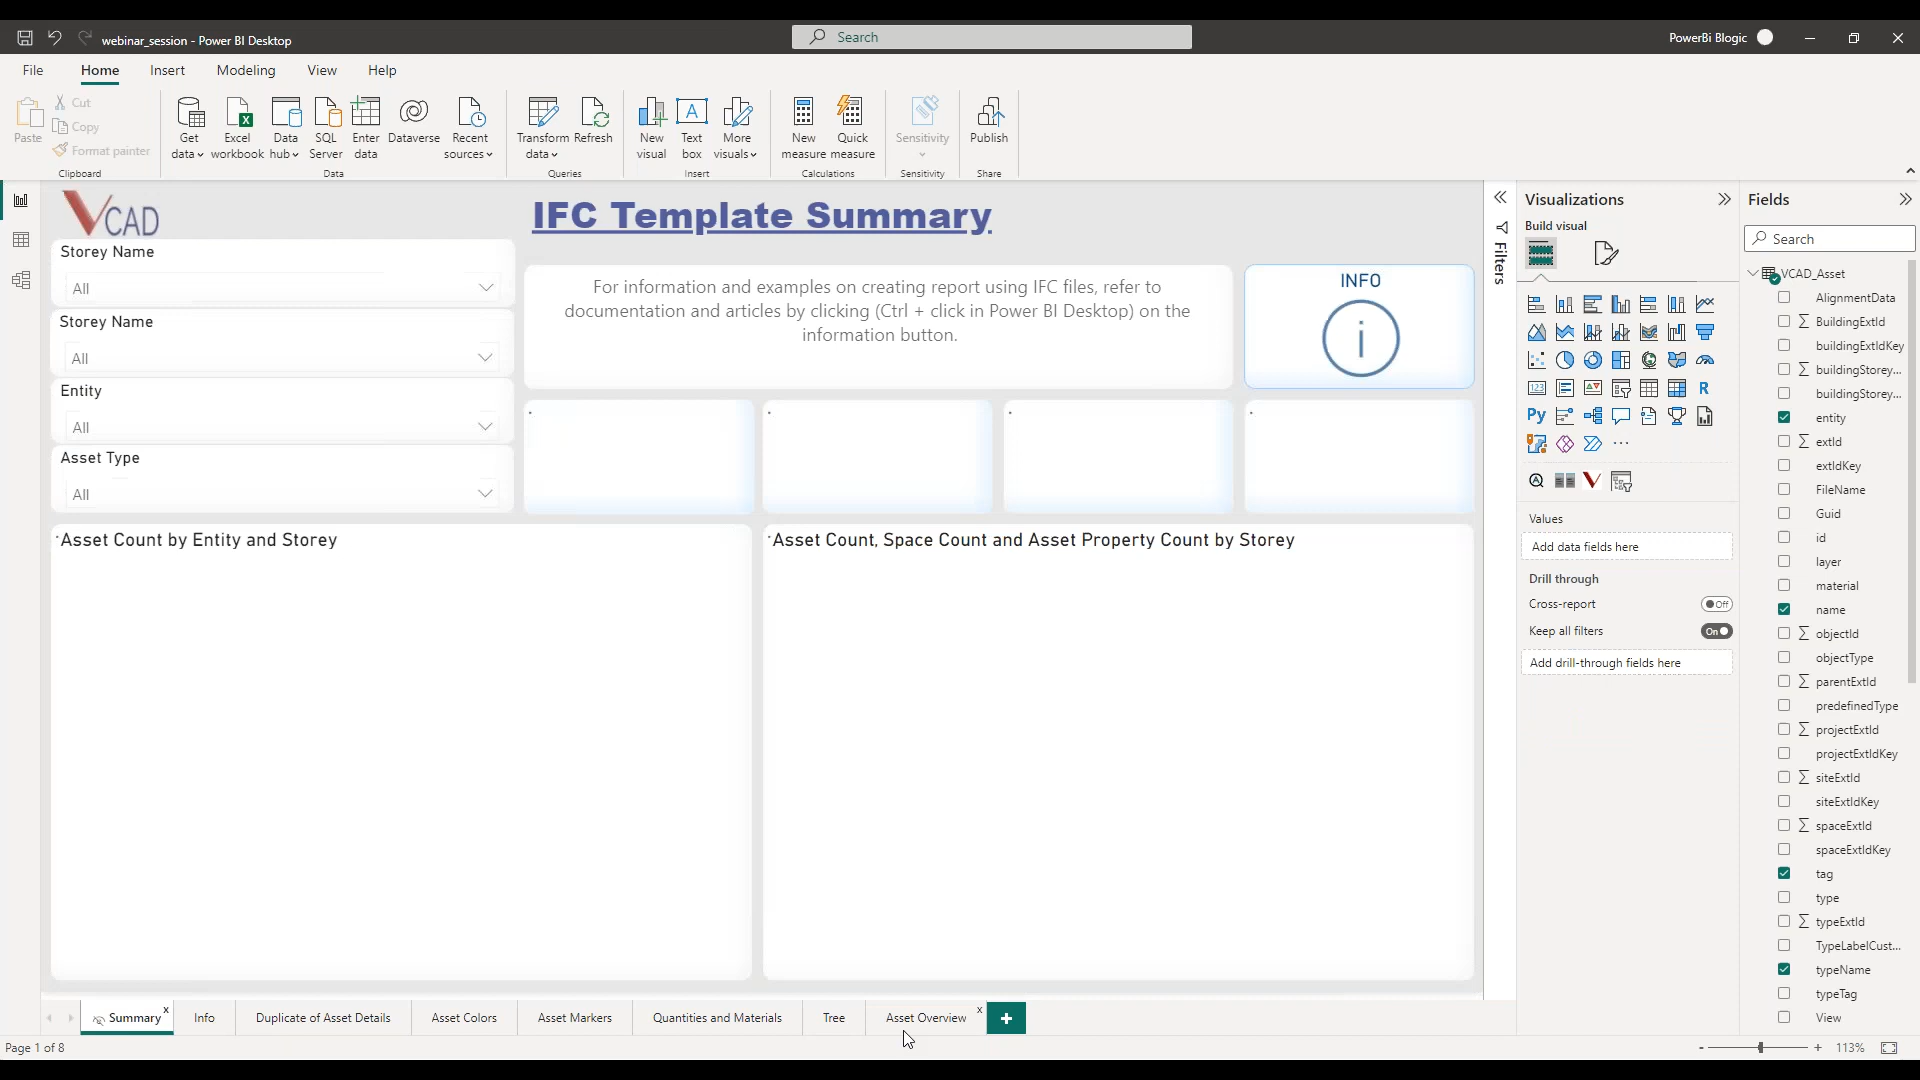 webinar_session - Power BI Desktop
Search
PowerBi Blogic
File
Home
Insert
Modeling
View
Help
Paste
Cut
Copy
Format painter
Clipboard
Get data
Excel workbook
Data hub
SQL Server
Enter data
Dataverse
Recent sources
Data
Transform data
Refresh
Queries
New visual
Text box
More visuals
Insert
New measure
Quick measure
Calculations
Sensitivity
Sensitivity
Publish
Share
VCAD
IFC Template Summary
Storey Name
All
Storey Name
All
Entity
All
Asset Type
All
For information and examples on creating report using IFC files, refer to
documentation and articles by clicking (Ctrl + click in Power BI Desktop) on the
information button.
INFO
i
Asset Count by Entity and Storey
Asset Count, Space Count and Asset Property Count by Storey
Filters
Visualizations
Build visual
123
R
Py
Values
Add data fields here
Drill through
Cross-report
Off
Keep all filters
On
Add drill-through fields here
Fields
Search
VCAD_Asset
AlignmentData
BuildingExtId
buildingExtIdKey
buildingStorey...
buildingStorey...
entity
extId
extIdKey
FileName
Guid
id
layer
material
name
objectId
objectType
parentExtId
predefinedType
projectExtId
projectExtIdKey
siteExtId
siteExtIdKey
spaceExtId
spaceExtIdKey
tag
type
typeExtId
TypeLabelCust...
typeName
typeTag
View
Summary
Info
Duplicate of Asset Details
Asset Colors
Asset Markers
Quantities and Materials
Tree
Asset Overview
Page 1 of 8
113%